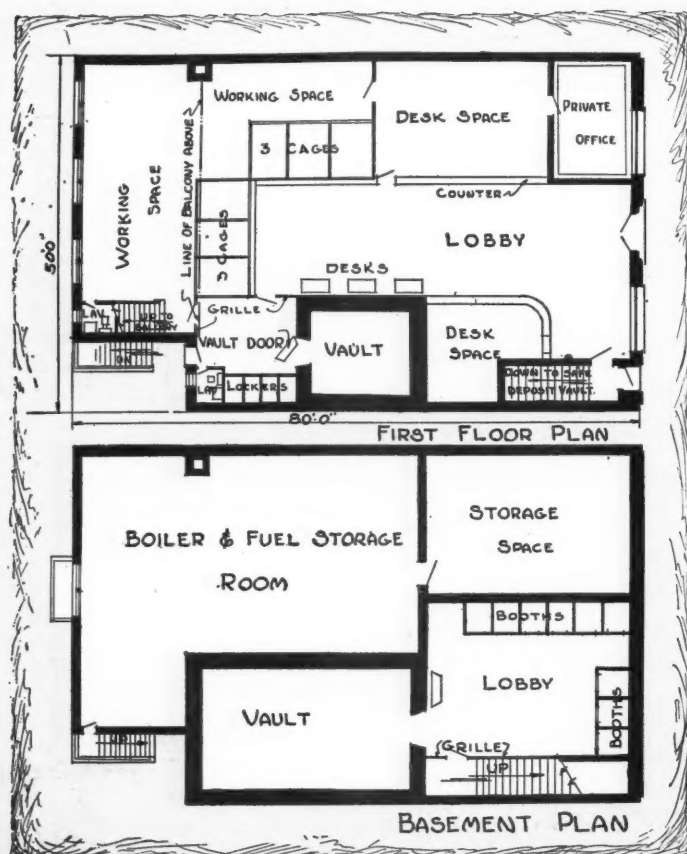 WORKING SPACE
DESK SPACE
PRIVATE
OFFICE
3 CAGES
LINE OF BALCONY ABOVE
WORKING
SPACE
COUNTER
LOBBY
50'0"
3 CAGES
DESKS
GRILLE
LAV.
UP TO
BALCONY
VAULT DOOR
VAULT
DESK
SPACE
DN
LAV
LOCKERS
DOWN TO SAFE
DEPOSIT VAULT.
80'0"
FIRST FLOOR PLAN
BOILER & FUEL STORAGE
ROOM
STORAGE
SPACE
BOOTHS
LOBBY
VAULT
BOOTHS
UP
GRILLE
UP
BASEMENT PLAN